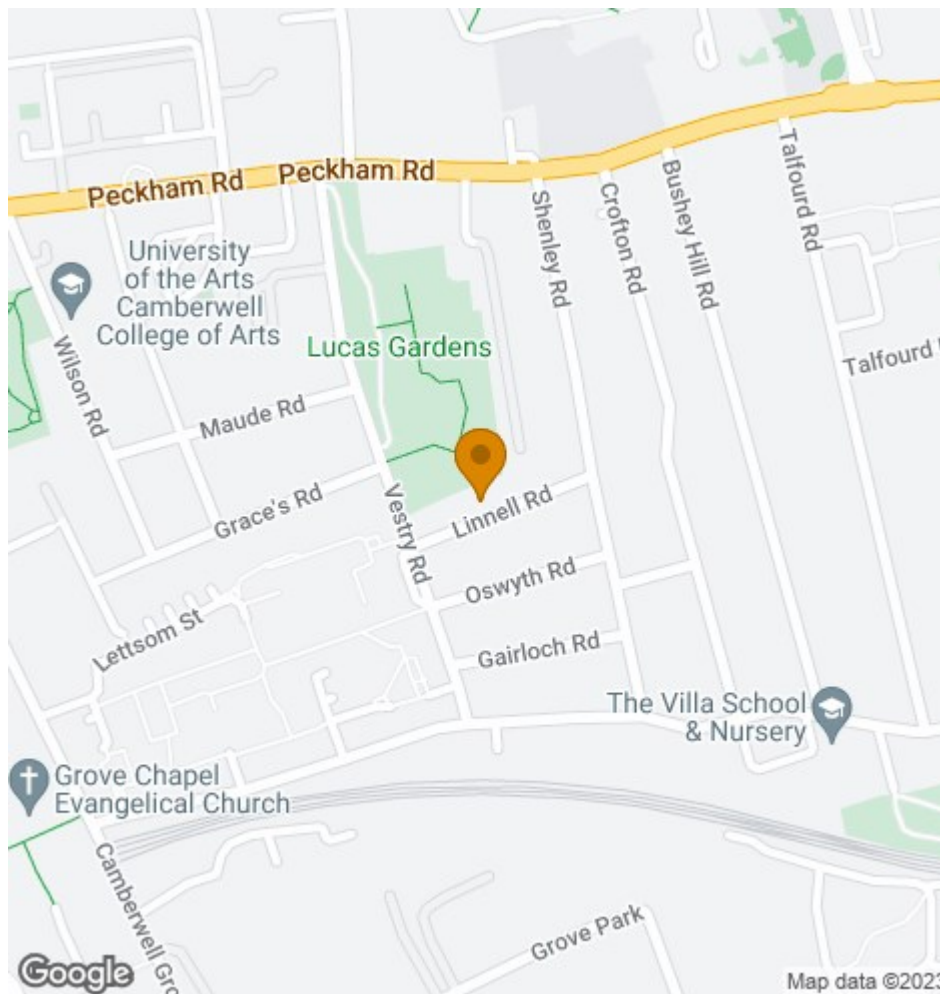 Peckham Rd
Peckham Rd
Talfourd Rd
Bushey Hill Rd
Crofton Rd
Shenley Rd
University
of the Arts
Camberwell
College of Arts
Lucas Gardens
Wilson Rd
Talfourd
Maude Rd
Grace's Rd
Vestry Rd
Linnell Rd
Oswyth Rd
Lettsom St
Gairloch Rd
The Villa School
& Nursery
Grove Chapel
Evangelical Church
Camberwell Gro
Grove Park
Google
Map data ©2023